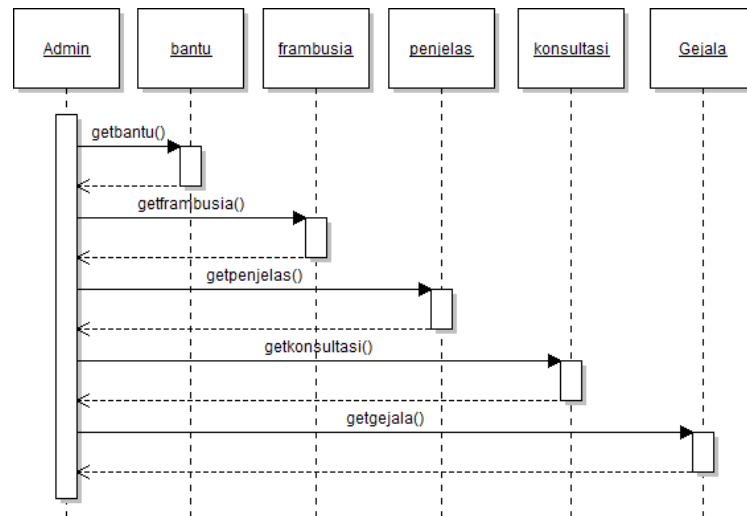 Admin
bantu
frambusia
penjelas
konsultasi
Gejala
getbantu()
getframbusia()
getpenjelas()
getkonsultasi()
getgejala()